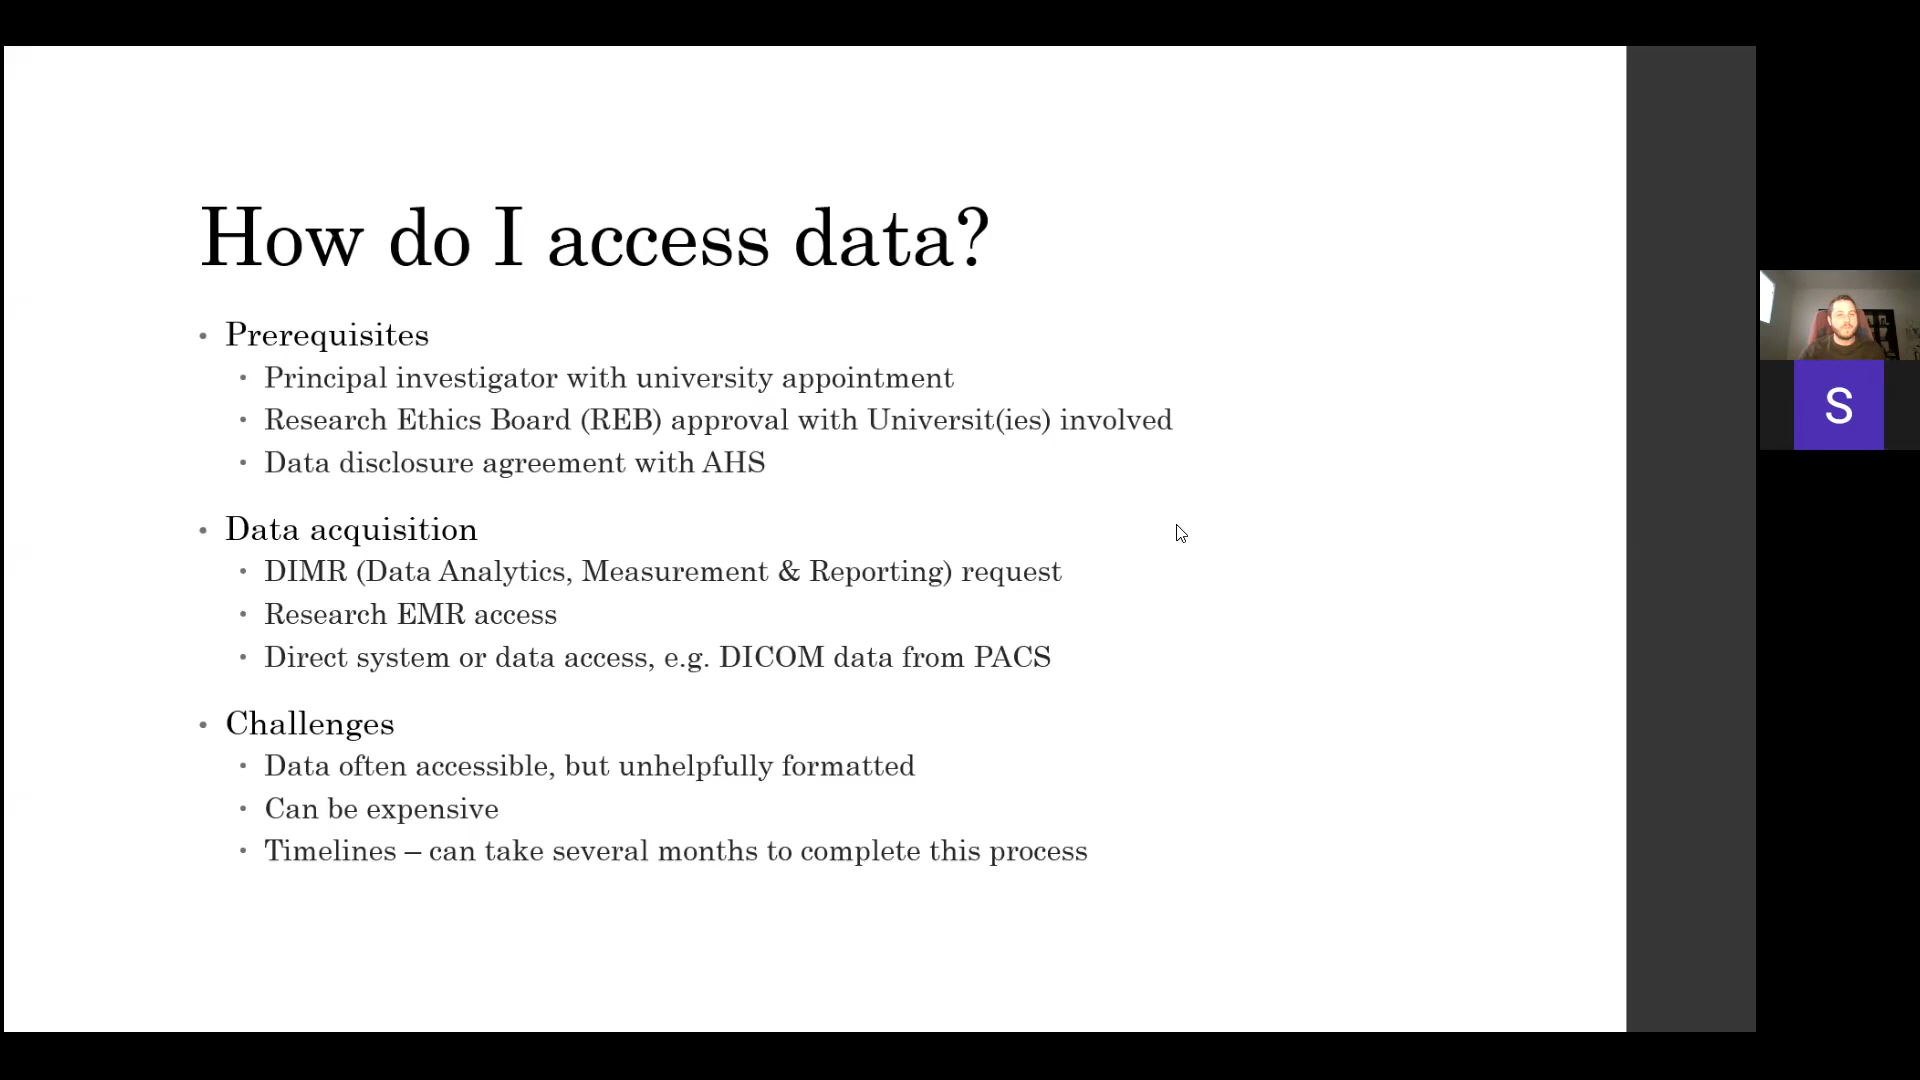 How do I access data?
• Prerequisites
• Principal investigator with university appointment
• Research Ethics Board (REB) approval with Universit(ies) involved
• Data disclosure agreement with AHS
• Data acquisition
• DIMR (Data Analytics, Measurement & Reporting) request
• Research EMR access
• Direct system or data access, e.g. DICOM data from PACS
• Challenges
• Data often accessible, but unhelpfully formatted
• Can be expensive
• Timelines – can take several months to complete this process
S